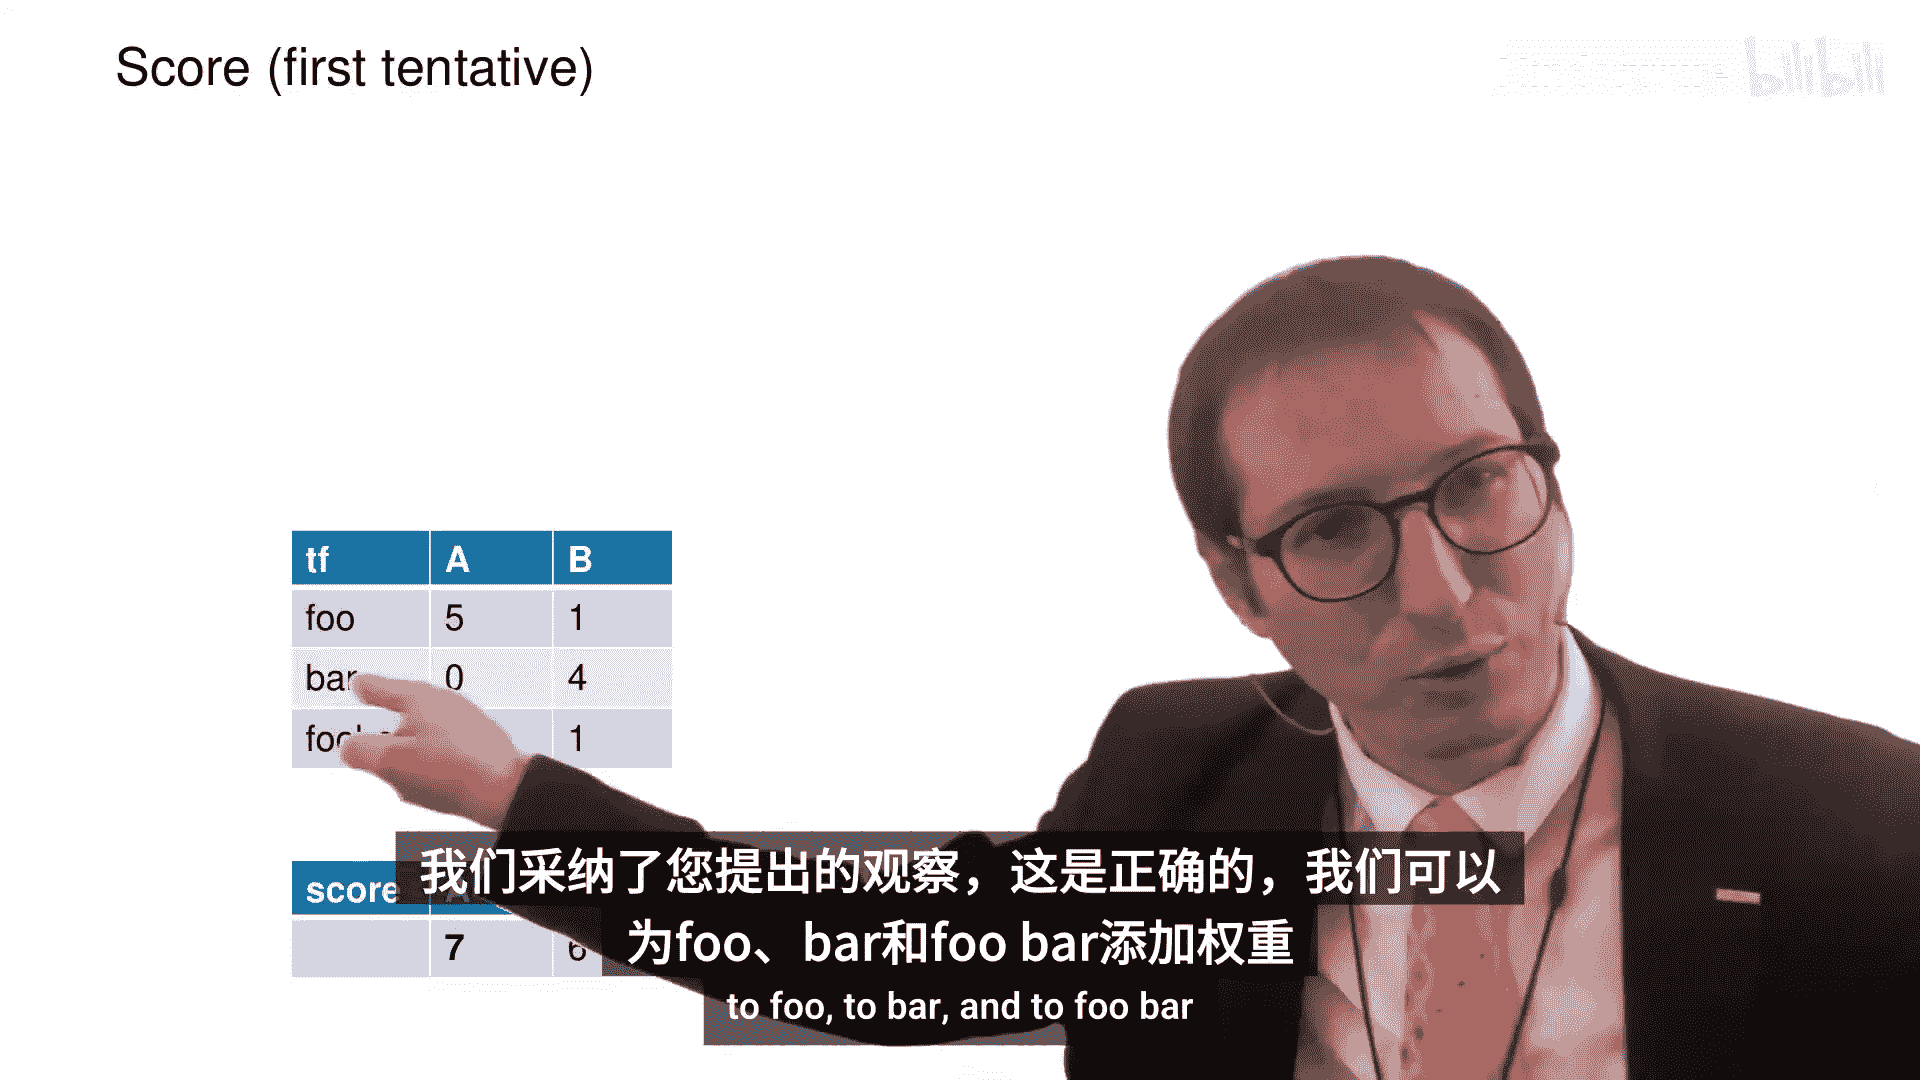 Score (first tentative)
bilibili
tf A B
foo 5 1
bar 0 4
1
score
7 6
我们采纳了您提出的观察，这是正确的，我们可以
为foo、bar和foo bar添加权重
to foo, to bar, and to foo bar